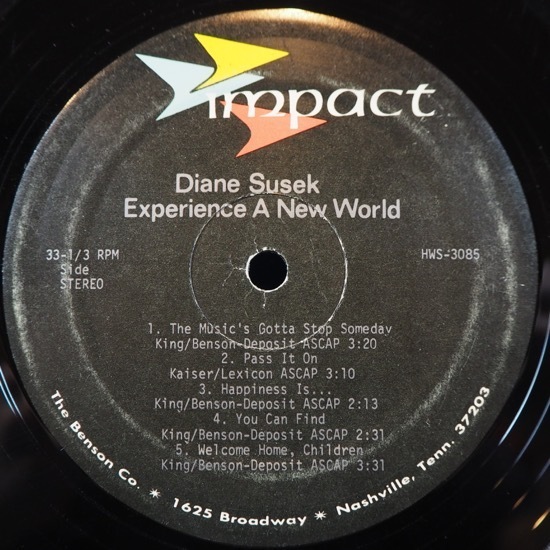 impact
Diane Susek
Experience A New World
33-1/3 RPM
Side
STEREO
HWS-3085
1. The Music's Gotta Stop Someday
King/Benson-Deposit ASCAP 3:20
2. Pass It On
Kaiser/Lexicon ASCAP 3:10
3. Happiness Is...
King/Benson-Deposit ASCAP 2:13
4. You Can Find
King/Benson-Deposit ASCAP 2:31
5. Welcome Home, Children
King/Benson-Deposit ASCAP 3:31
The Benson Co. * 1625 Broadway * Nashville, Tenn. 37203